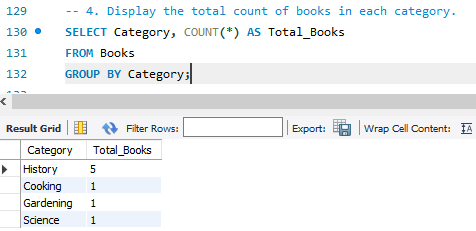 129 -- 4. Display the total count of books in each category.
130 SELECT Category, COUNT(*) AS Total_Books
131 FROM Books
132 GROUP BY Category;
Result Grid Filter Rows: Export: Wrap Cell Content: IA
Category Total_Books
History 5
Cooking 1
Gardening 1
Science 1